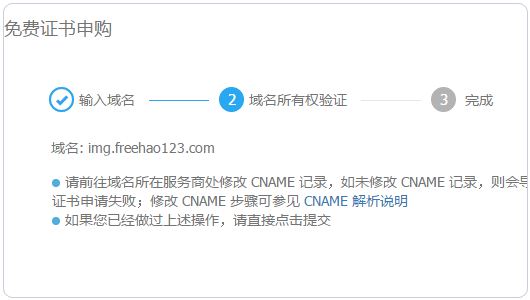 免费证书申购
输入域名 2 域名所有权验证 3 完成
域名: img.freehao123.com
请前往域名所在服务商处修改 CNAME 记录，如未修改 CNAME 记录，则会导
证书申请失败；修改 CNAME 步骤可参见 CNAME 解析说明
如果您已经做过上述操作，请直接点击提交